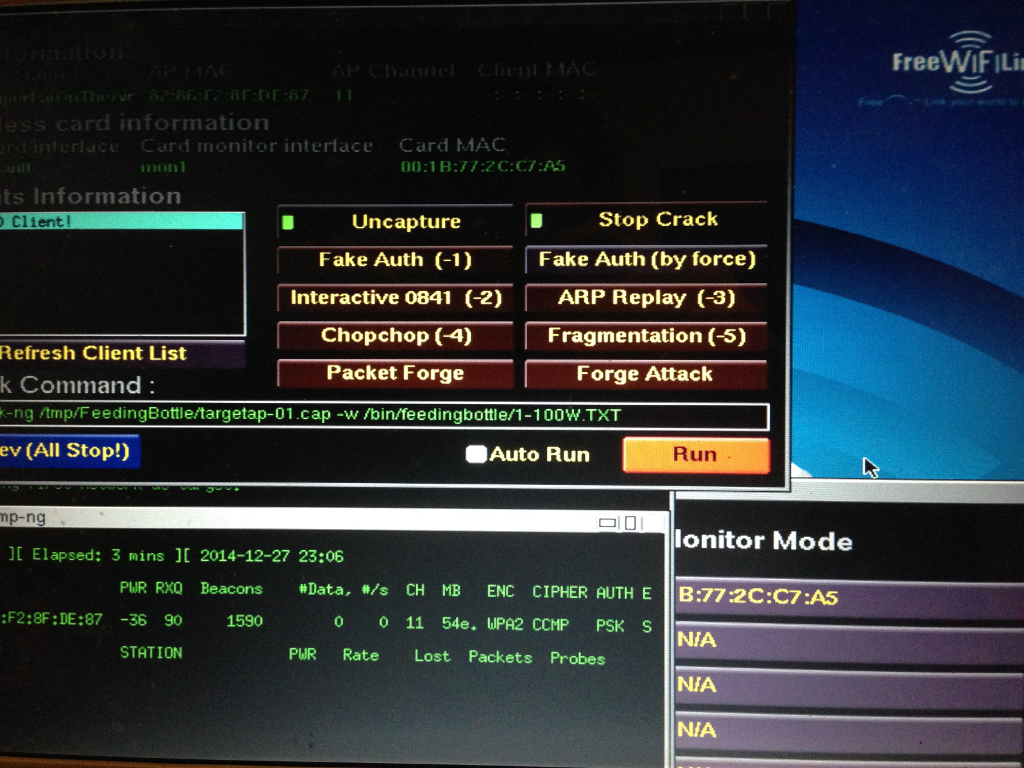 formation
AP MAC AP Channel Client MAC
82:86:F2:8F:DE:87 11
less card information
rd interface Card monitor interface Card MAC
mon1 00:1B:77:2C:C7:A5
ts Information
Client!
Uncapture Stop Crack
Fake Auth (-1) Fake Auth (by force)
Interactive 0841 (-2) ARP Replay (-3)
Chopchop (-4) Fragmentation (-5)
Refresh Client List
Packet Forge Forge Attack
k Command :
k-ng /tmp/FeedingBottle/targetap-01.cap -w /bin/feedingbottle/1-100W.TXT
ev (All Stop!) Auto Run Run
mp-ng
][ Elapsed: 3 mins ][ 2014-12-27 23:06
PWR RXQ Beacons #Data, #/s CH MB ENC CIPHER AUTH E
:F2:8F:DE:87 -36 90 1590 0 0 11 54e. WPA2 CCMP PSK S
STATION PWR Rate Lost Packets Probes
FreeWiFiLi
onitor Mode
B:77:2C:C7:A5
N/A
N/A
N/A